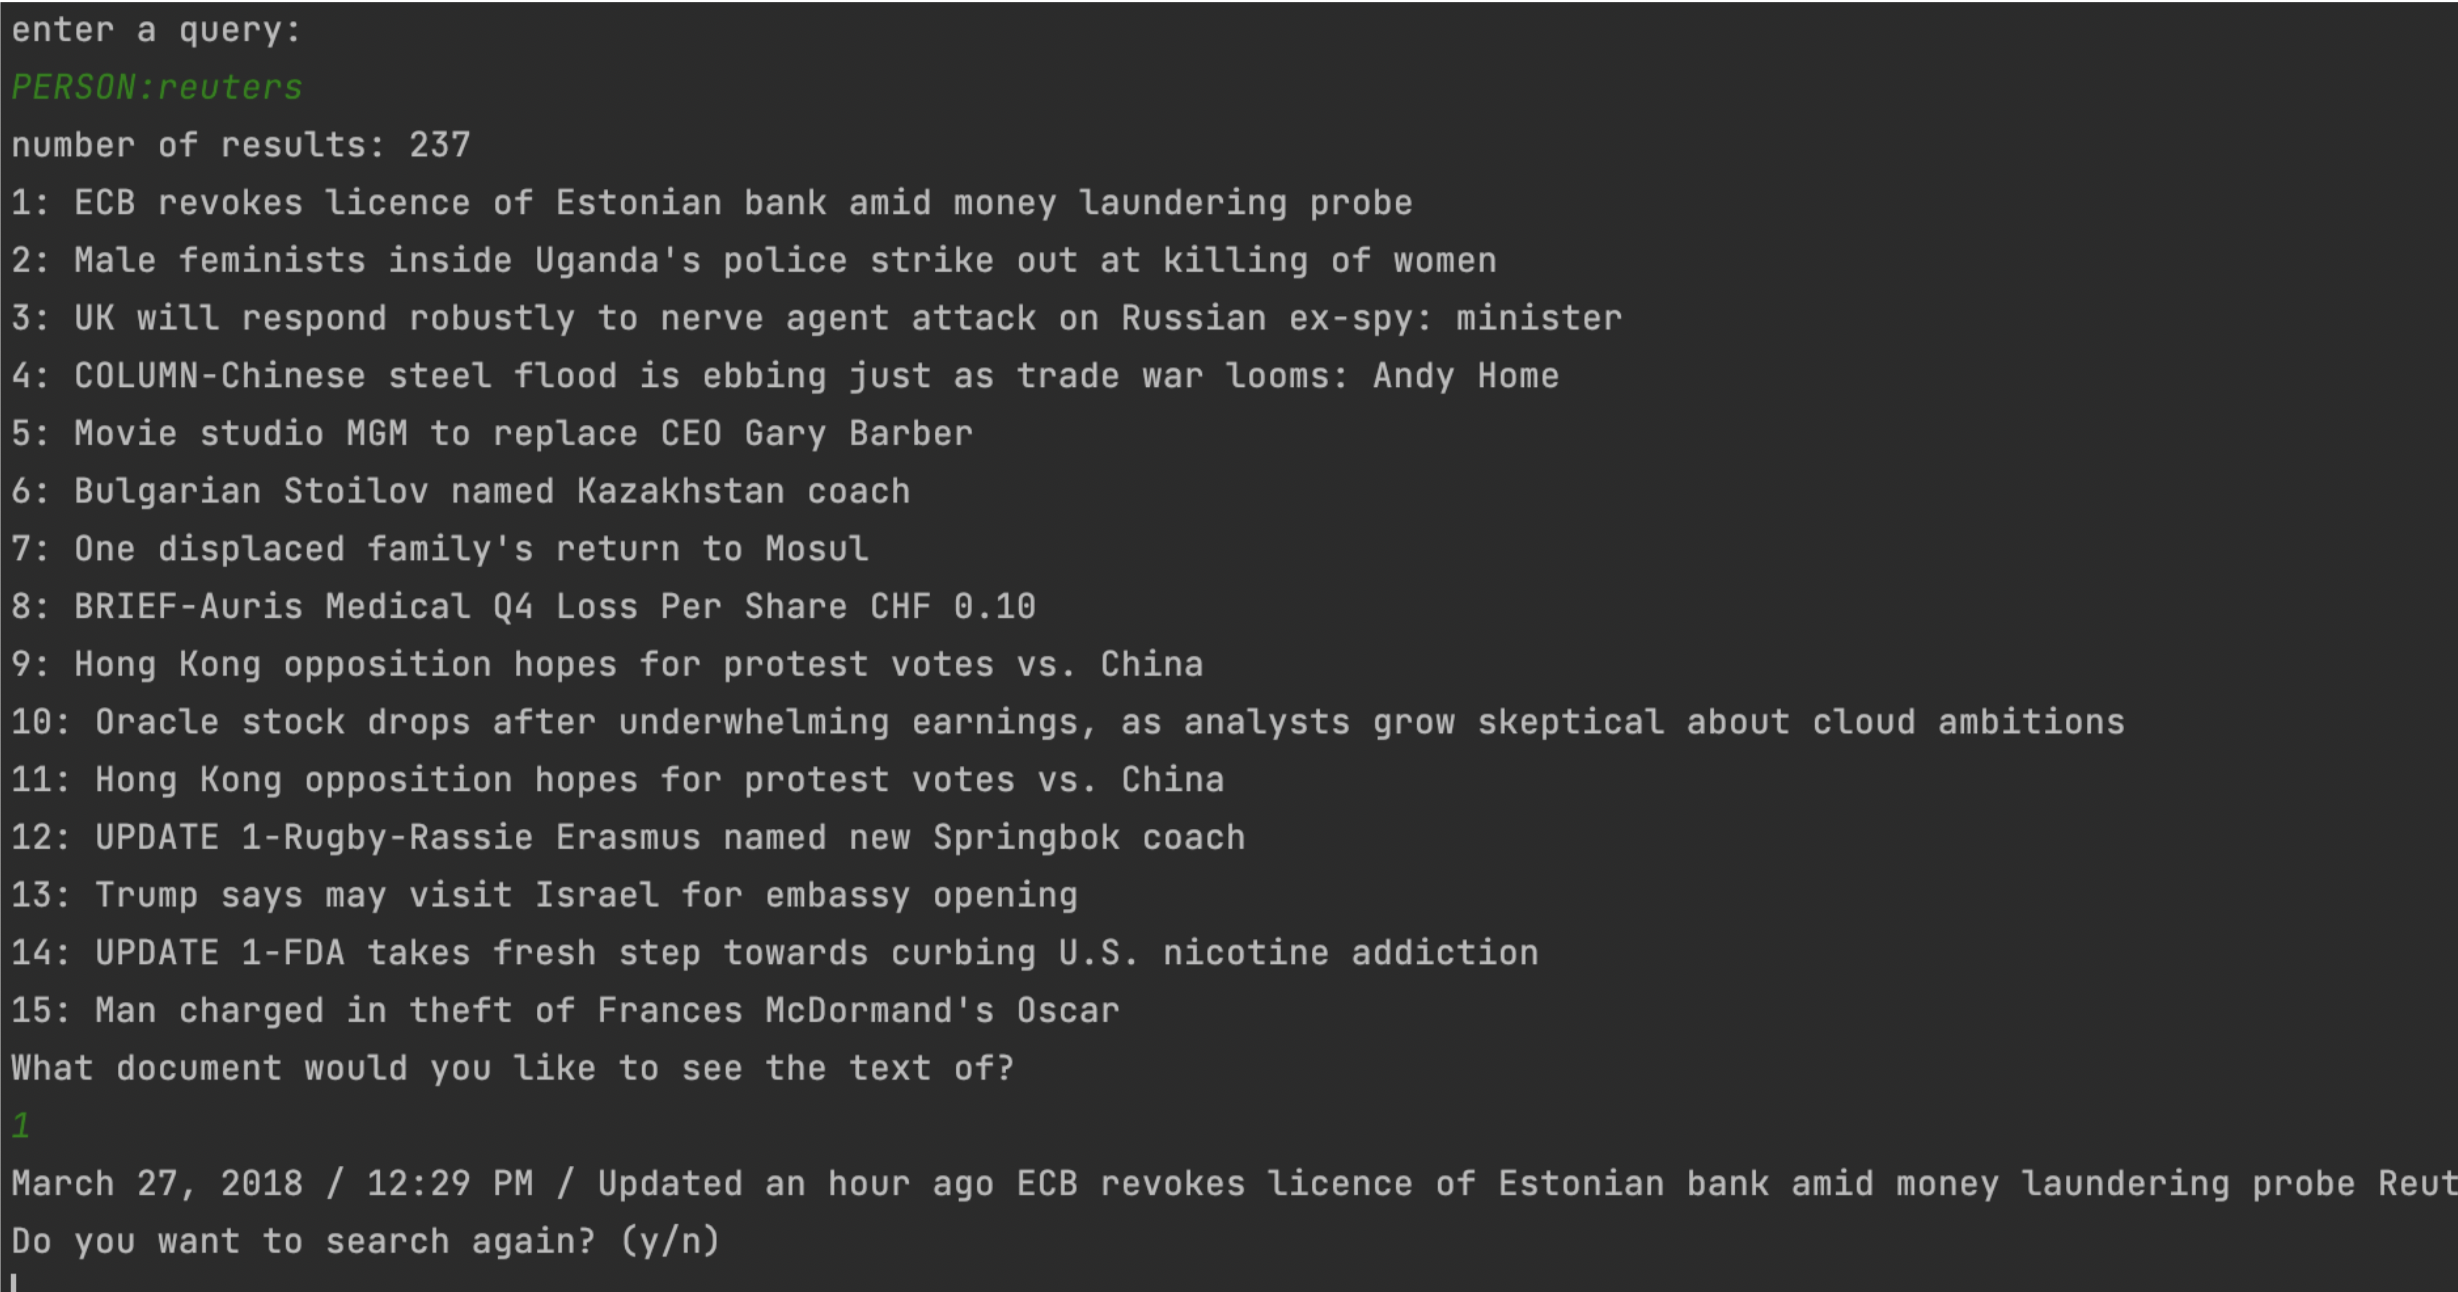 enter a query:
PERSON:reuters
number of results: 237
1: ECB revokes licence of Estonian bank amid money laundering probe
2: Male feminists inside Uganda's police strike out at killing of women
3: UK will respond robustly to nerve agent attack on Russian ex-spy: minister
4: COLUMN-Chinese steel flood is ebbing just as trade war looms: Andy Home
5: Movie studio MGM to replace CEO Gary Barber
6: Bulgarian Stoilov named Kazakhstan coach
7: One displaced family's return to Mosul
8: BRIEF-Auris Medical Q4 Loss Per Share CHF 0.10
9: Hong Kong opposition hopes for protest votes vs. China
10: Oracle stock drops after underwhelming earnings, as analysts grow skeptical about cloud ambitions
11: Hong Kong opposition hopes for protest votes vs. China
12: UPDATE 1-Rugby-Rassie Erasmus named new Springbok coach
13: Trump says may visit Israel for embassy opening
14: UPDATE 1-FDA takes fresh step towards curbing U.S. nicotine addiction
15: Man charged in theft of Frances McDormand's Oscar
What document would you like to see the text of?
1
March 27, 2018 / 12:29 PM / Updated an hour ago ECB revokes licence of Estonian bank amid money laundering probe Reut
Do you want to search again? (y/n)